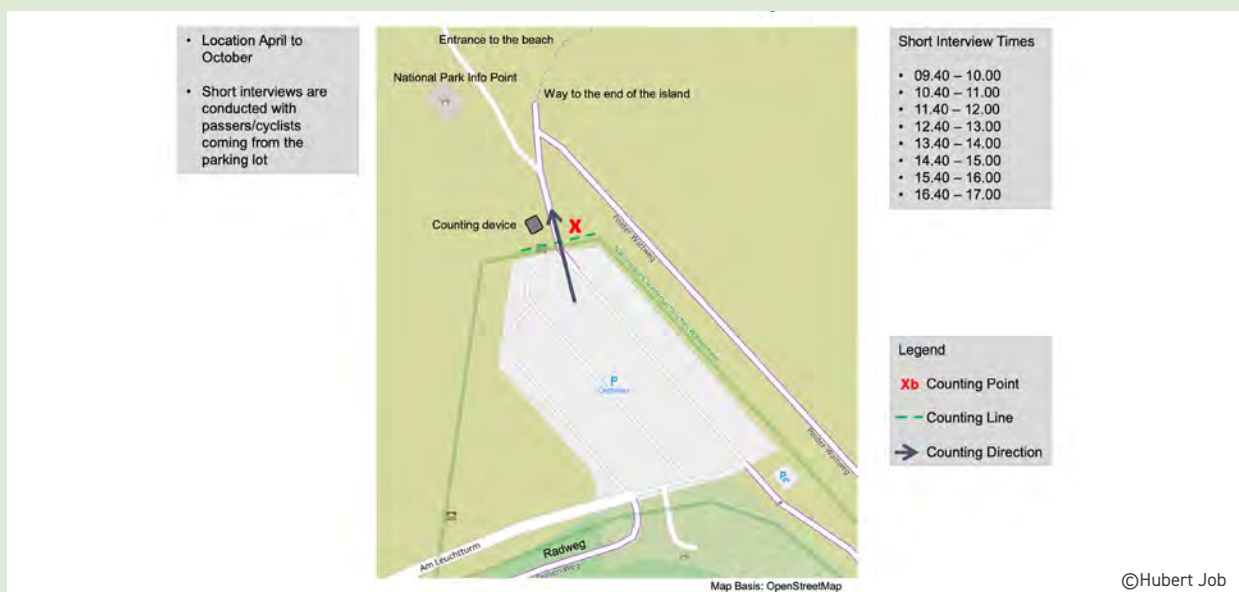 • Location April to
October
• Short interviews are
conducted with
passers/cyclists
coming from the
parking lot
Entrance to the beach
National Park Info Point
Way to the end of the island
Counting device
X
Pelder-Wattweg
P
Pelder-Wattweg
Am Leuchtturm
Radweg
Map Basis: OpenStreetMap
Short Interview Times
• 09.40 – 10.00
• 10.40 – 11.00
• 11.40 – 12.00
• 12.40 – 13.00
• 13.40 – 14.00
• 14.40 – 15.00
• 15.40 – 16.00
• 16.40 – 17.00
Legend
Xb Counting Point
Counting Line
Counting Direction
©Hubert Job